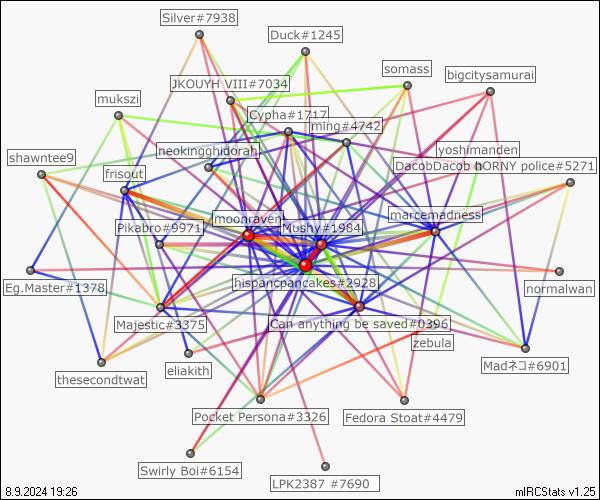 Silver#7938
Duck#1245
somass
bigcitysamurai
JKOUYH VIII#7034
mukszi
Cypha#1717
ming#4742
yoshimanden
neokingghidorah
shawntee9
DacobDacob
hORNY police#5271
frisout
moonraven
marcemadness
Pikabro#9971
Mushy#1984
hispancpancakes#2928
Eg.Master#1378
normalwan
Majestic#3375
Can anything be saved#0396
zebula
thesecondtwat
eliakith
Madネコ#6901
Pocket Persona#3326
Fedora Stoat#4479
Swirly Boi#6154
LPK2387 #7690
8.9.2024 19:26
mIRCStats v1.25